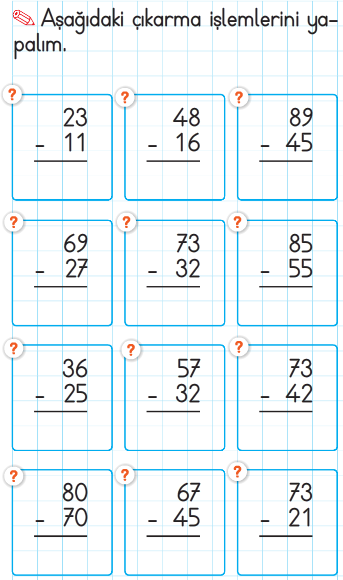 Aşağıdaki çıkarma işlemlerini ya-
palım.
? ? ?
23 48 89
- 11 - 16 - 45
? ? ?
69 73 85
- 27 - 32 - 55
? ? ?
36 57 73
- 25 - 32 - 42
? ? ?
80 67 73
- 70 - 45 - 21